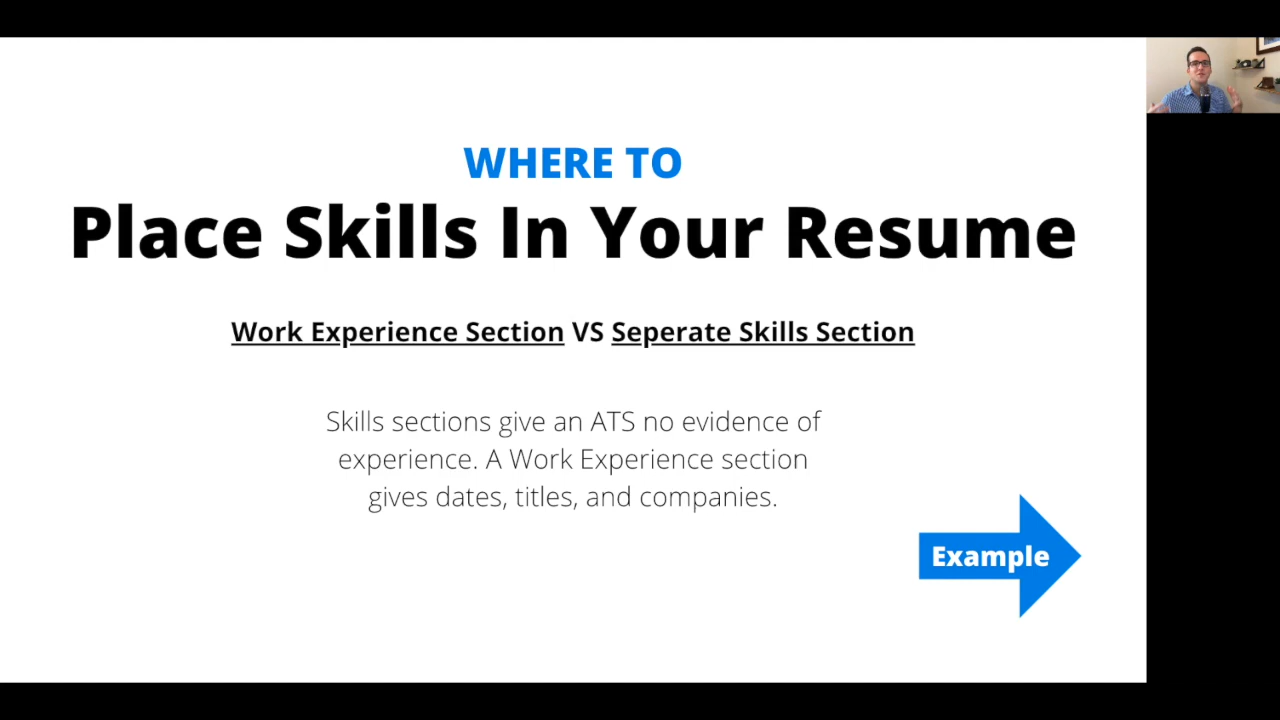 WHERE TO
Place Skills In Your Resume
Work Experience Section VS Seperate Skills Section
Skills sections give an ATS no evidence of
experience. A Work Experience section
gives dates, titles, and companies.
Example